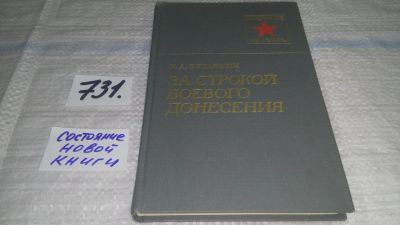 731.
СОСТОЯНИЕ
НОВОЙ
КНИГИ
ЗА СТРОКОЙ
БОЕВОГО
ДОНЕСЕНИЯ